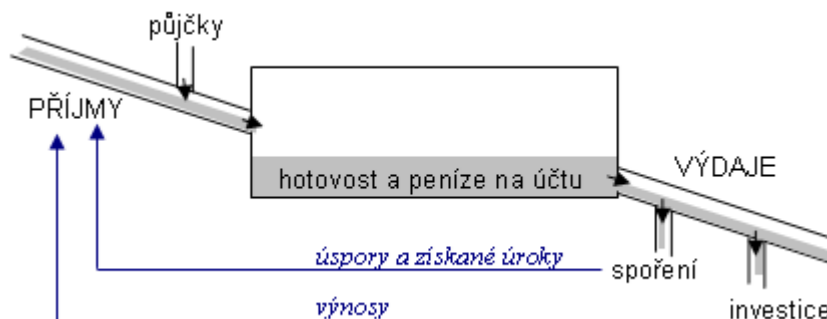 půjčky
PŘÍJMY
hotovost a peníze na účtu
VÝDAJE
úspory a získané úroky
spoření
výnosy
investice